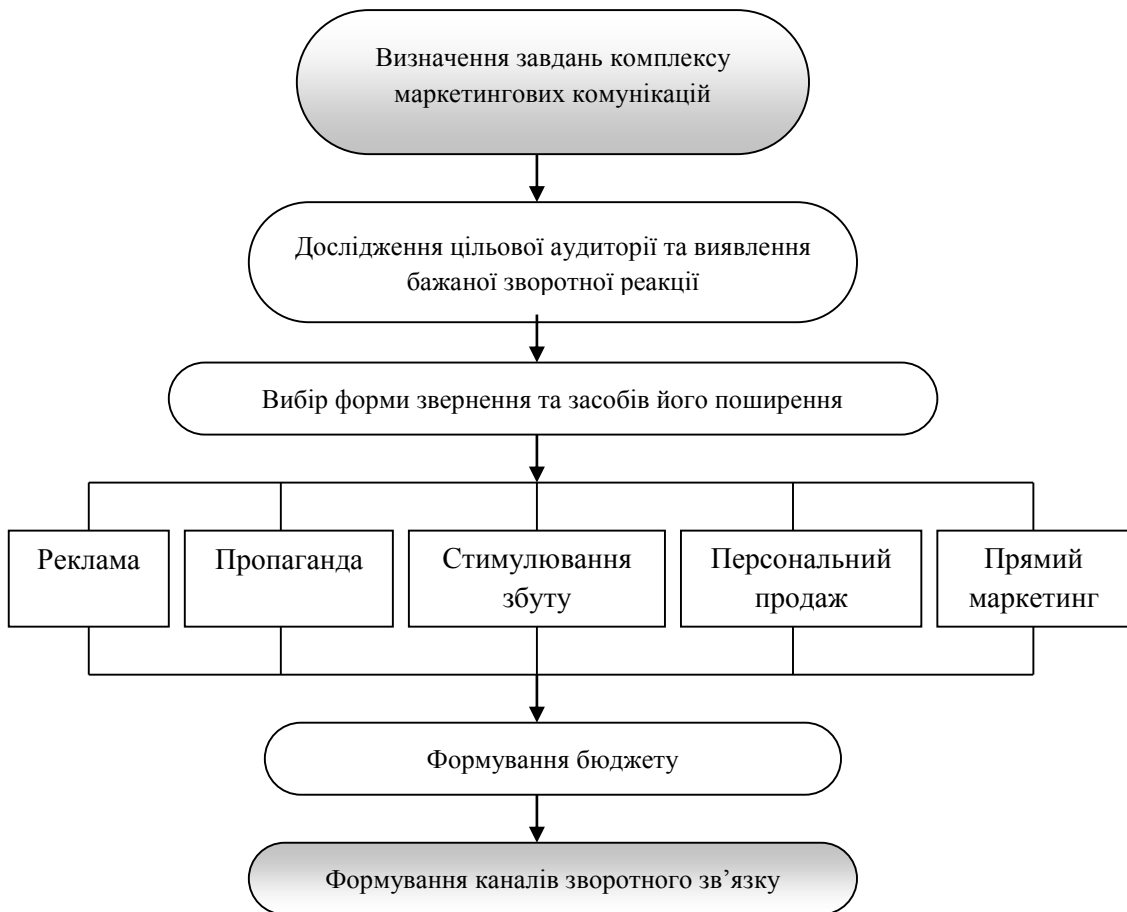 Визначення завдань комплексу
маркетингових комунікацій
Дослідження цільової аудиторії та виявлення
бажаної зворотної реакції
Вибір форми звернення та засобів його поширення
Реклама
Пропаганда
Стимулювання
збуту
Персональний
продаж
Прямий
маркетинг
Формування бюджету
Формування каналів зворотного зв’язку